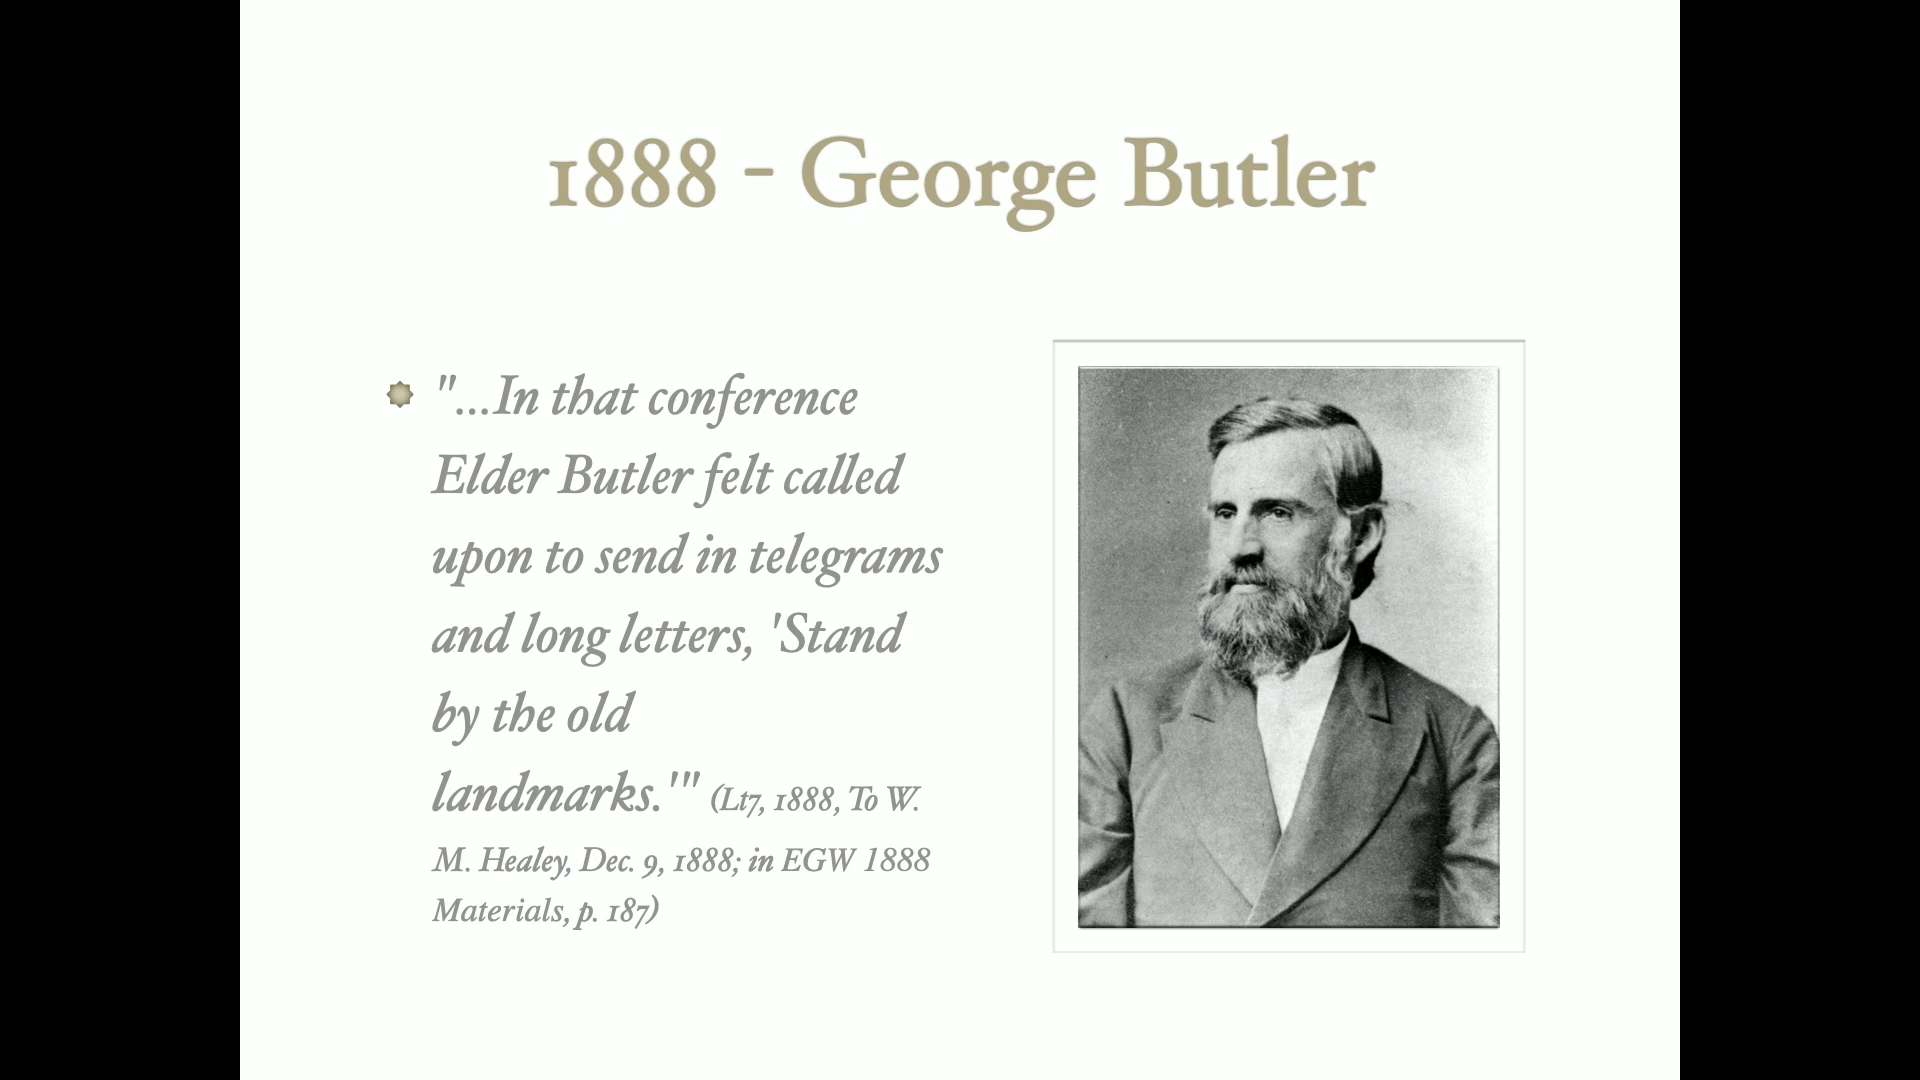 1888 - George Butler
"...In that conference
Elder Butler felt called
upon to send in telegrams
and long letters, 'Stand
by the old
landmarks.'" (Lt7, 1888, To W.
M. Healey, Dec. 9, 1888; in EGW 1888
Materials, p. 187)